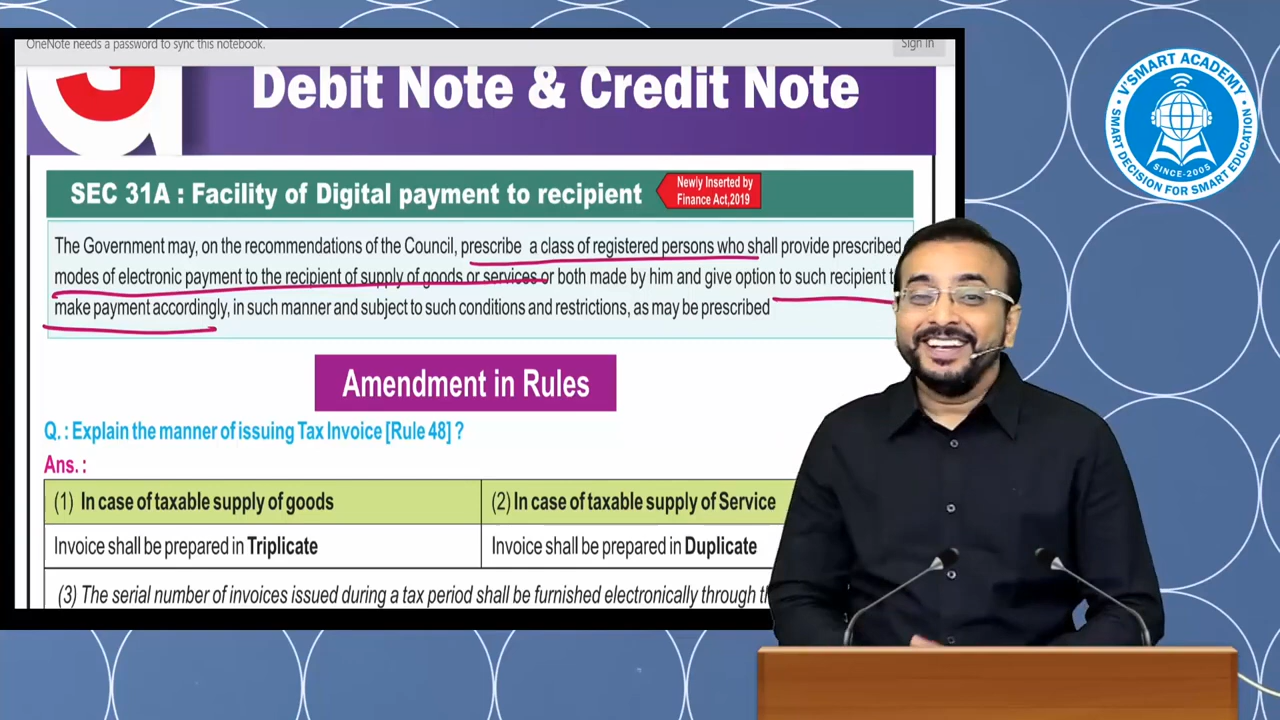 OneNote needs a password to sync this notebook.
Sign in
Debit Note & Credit Note
V'SMART ACADEMY
SINCE-2005
SMART DECISION FOR SMART EDUCATION
SEC 31A : Facility of Digital payment to recipient
Newly Inserted by
Finance Act,2019
The Government may, on the recommendations of the Council, prescribe a class of registered persons who shall provide prescribed
modes of electronic payment to the recipient of supply of goods or services or both made by him and give option to such recipient
make payment accordingly, in such manner and subject to such conditions and restrictions, as may be prescribed
Amendment in Rules
Q. : Explain the manner of issuing Tax Invoice [Rule 48] ?
Ans. :
(1) In case of taxable supply of goods
(2) In case of taxable supply of Service
Invoice shall be prepared in Triplicate
Invoice shall be prepared in Duplicate
(3) The serial number of invoices issued during a tax period shall be furnished electronically through